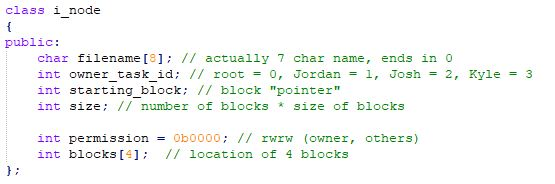 class i_node
{
public:
    char filename[8]; // actually 7 char name, ends in 0
    int owner_task_id; // root = 0, Jordan = 1, Josh = 2, Kyle = 3
    int starting_block; // block "pointer"
    int size; // number of blocks * size of blocks

    int permission = 0b0000; // rwrw (owner, others)
    int blocks[4];  // location of 4 blocks
};